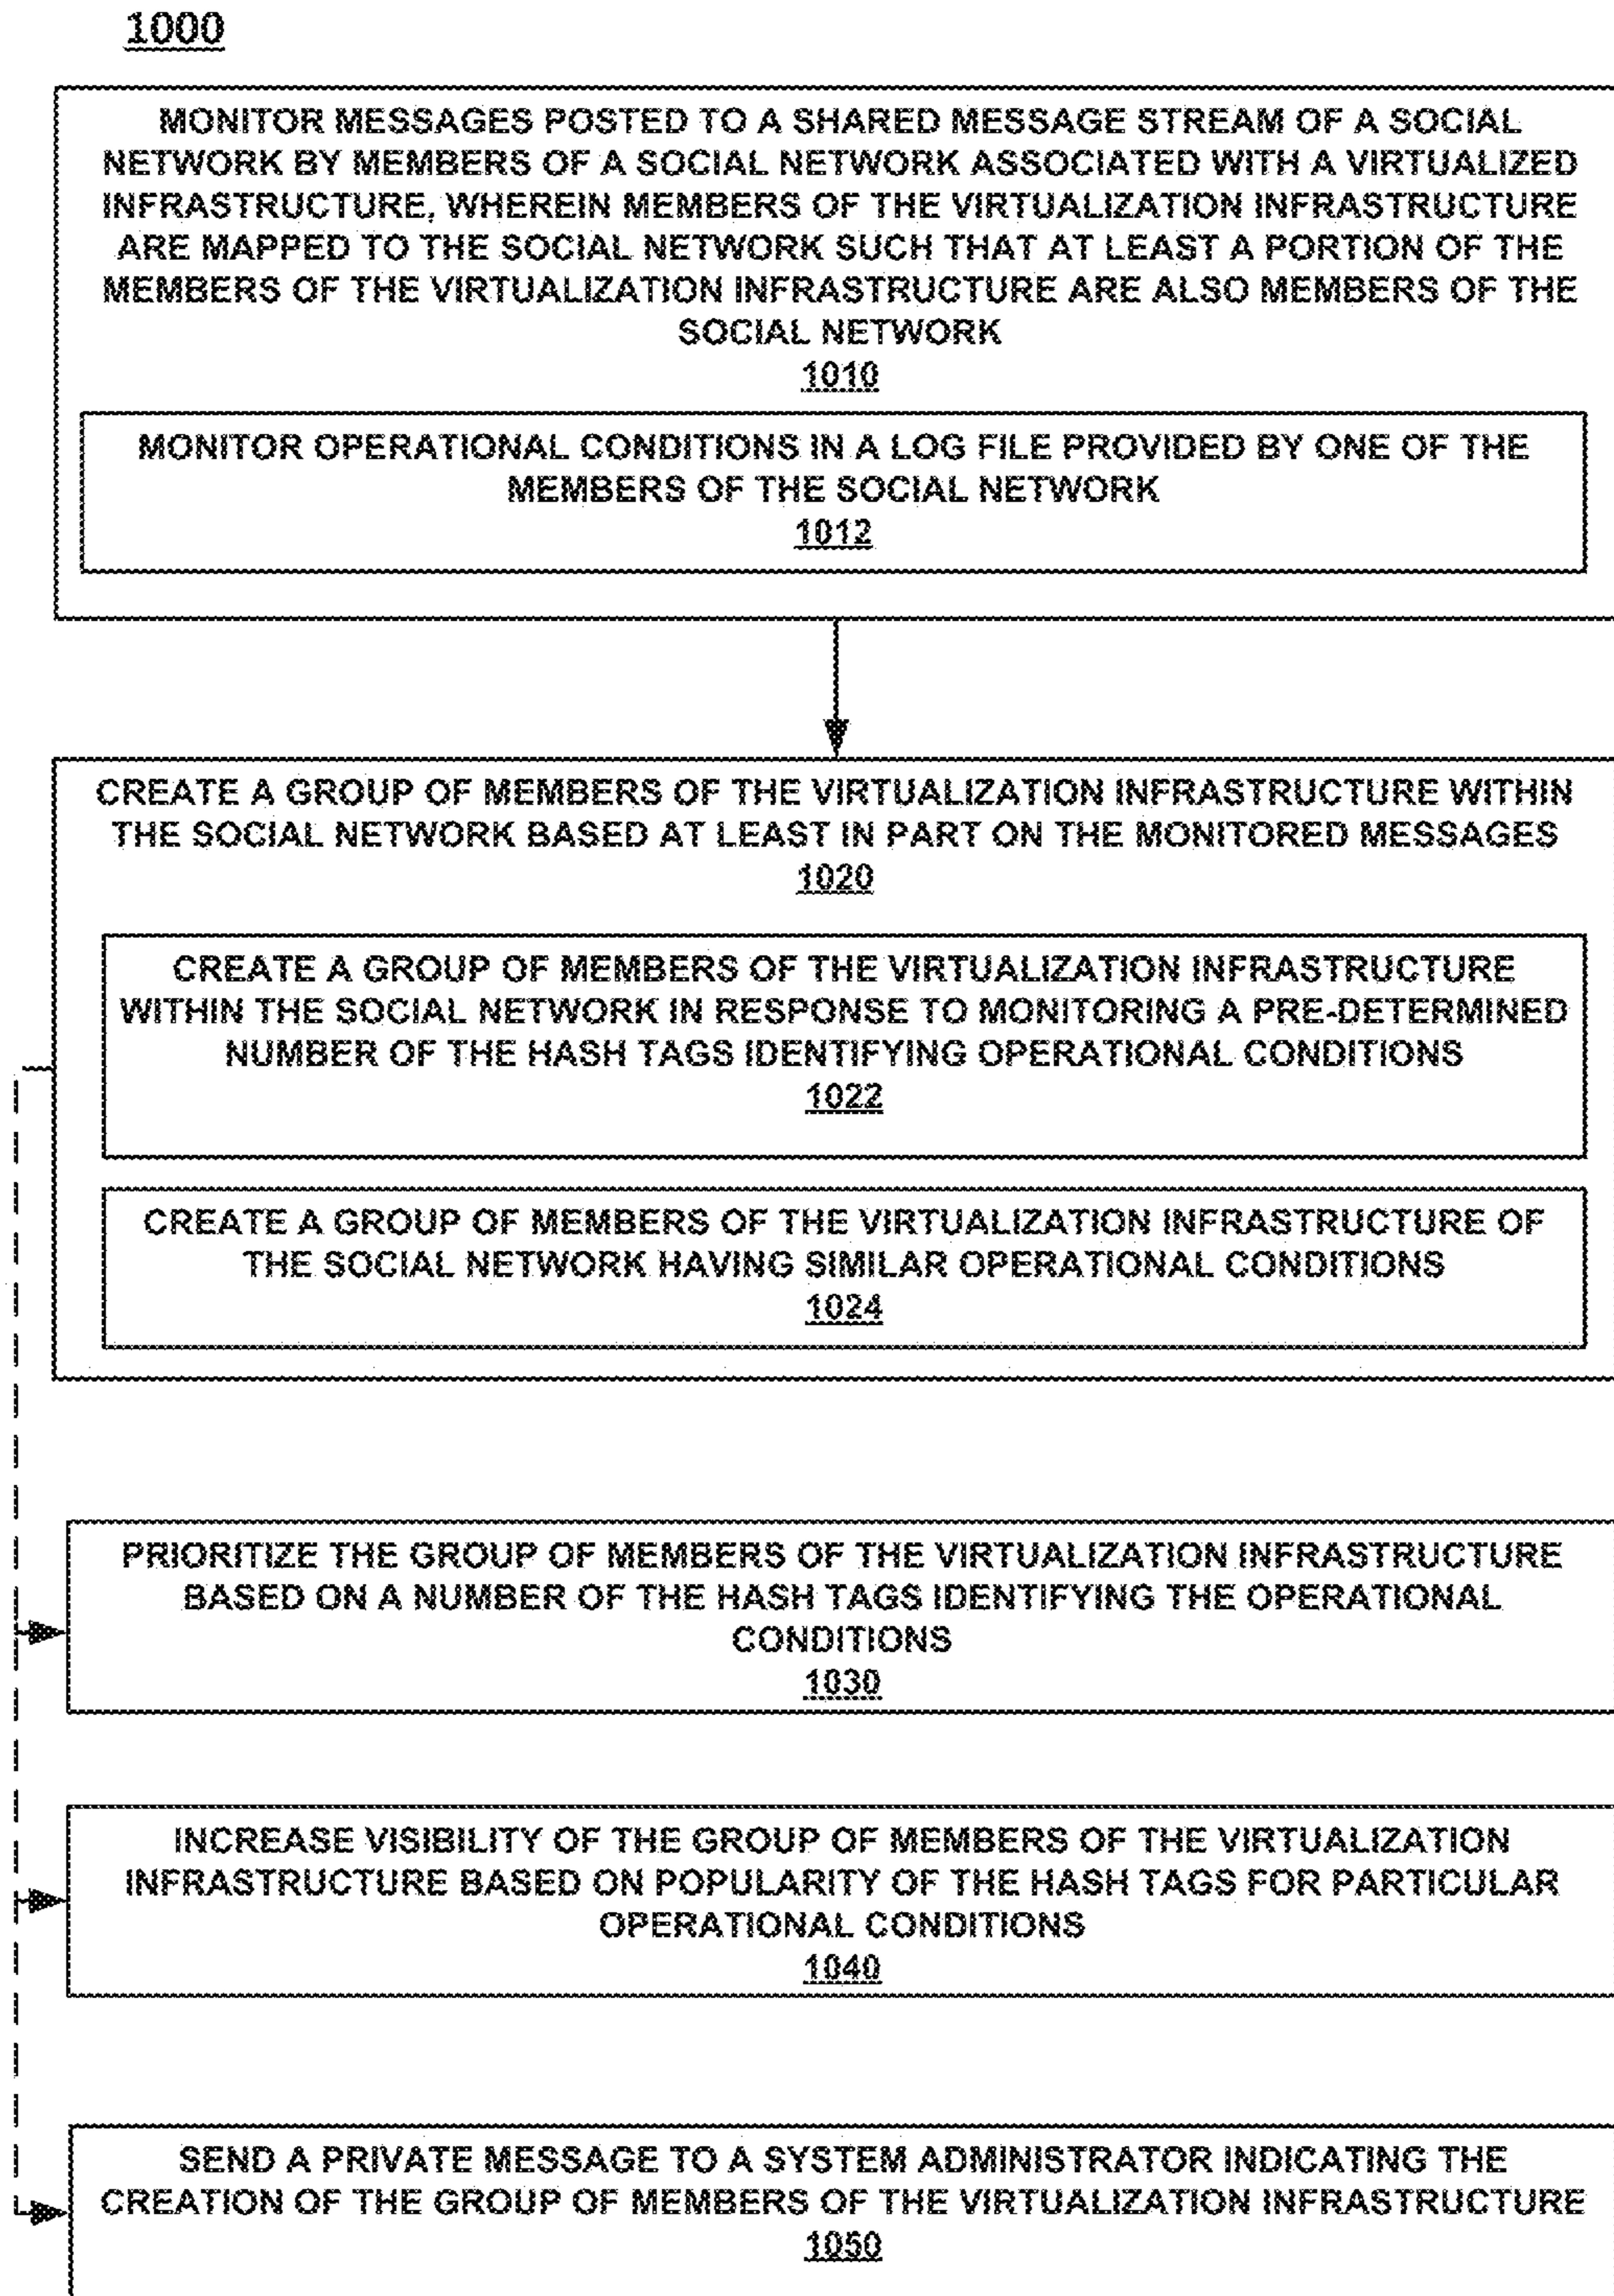 1000
MONITOR MESSAGES POSTED TO A SHARED MESSAGE STREAM OF A SOCIAL
NETWORK BY MEMBERS OF A SOCIAL NETWORK ASSOCIATED WITH A VIRTUALIZED
INFRASTRUCTURE, WHEREIN MEMBERS OF THE VIRTUALIZATION INFRASTRUCTURE
ARE MAPPED TO THE SOCIAL NETWORK SUCH THAT AT LEAST A PORTION OF THE
MEMBERS OF THE VIRTUALIZATION INFRASTRUCTURE ARE ALSO MEMBERS OF THE
SOCIAL NETWORK
1010
MONITOR OPERATIONAL CONDITIONS IN A LOG FILE PROVIDED BY ONE OF THE
MEMBERS OF THE SOCIAL NETWORK
1012
CREATE A GROUP OF MEMBERS OF THE VIRTUALIZATION INFRASTRUCTURE WITHIN
THE SOCIAL NETWORK BASED AT LEAST IN PART ON THE MONITORED MESSAGES
1020
CREATE A GROUP OF MEMBERS OF THE VIRTUALIZATION INFRASTRUCTURE
WITHIN THE SOCIAL NETWORK IN RESPONSE TO MONITORING A PRE-DETERMINED
NUMBER OF THE HASH TAGS IDENTIFYING OPERATIONAL CONDITIONS
1022
CREATE A GROUP OF MEMBERS OF THE VIRTUALIZATION INFRASTRUCTURE OF
THE SOCIAL NETWORK HAVING SIMILAR OPERATIONAL CONDITIONS
1024
PRIORITIZE THE GROUP OF MEMBERS OF THE VIRTUALIZATION INFRASTRUCTURE
BASED ON A NUMBER OF THE HASH TAGS IDENTIFYING THE OPERATIONAL
CONDITIONS
1030
INCREASE VISIBILITY OF THE GROUP OF MEMBERS OF THE VIRTUALIZATION
INFRASTRUCTURE BASED ON POPULARITY OF THE HASH TAGS FOR PARTICULAR
OPERATIONAL CONDITIONS
1040
SEND A PRIVATE MESSAGE TO A SYSTEM ADMINISTRATOR INDICATING THE
CREATION OF THE GROUP OF MEMBERS OF THE VIRTUALIZATION INFRASTRUCTURE
1050